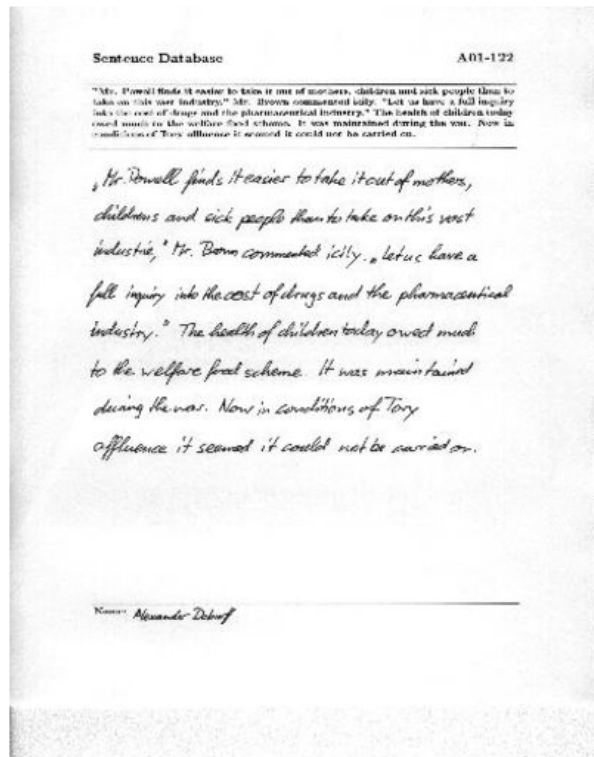 Sentence Database A01-122
"Mr. Powell finds it easier to take it out of mothers, children and sick people than to
take on this vast industry," Mr. Brown commented icily. "Let us have a full inquiry
into the cost of drugs and the pharmaceutical industry." The health of children today
owed much to the welfare food scheme. It was maintained during the war. Now in
conditions of Tory affluence it seemed it could not be carried on.
„Mr. Powell finds it easier to take it out of mothers,
childrens and sick people than to take on this vast
industrie," Mr. Brown commented icily. „Let us have a
full inquiry into the cost of drugs and the pharmaceutical
industry." The health of children today owed much
to the welfare food scheme. It was maintained
during the war. Now in conditions of Tory
affluence it seemed it could not be carried on.
Name: Alexander